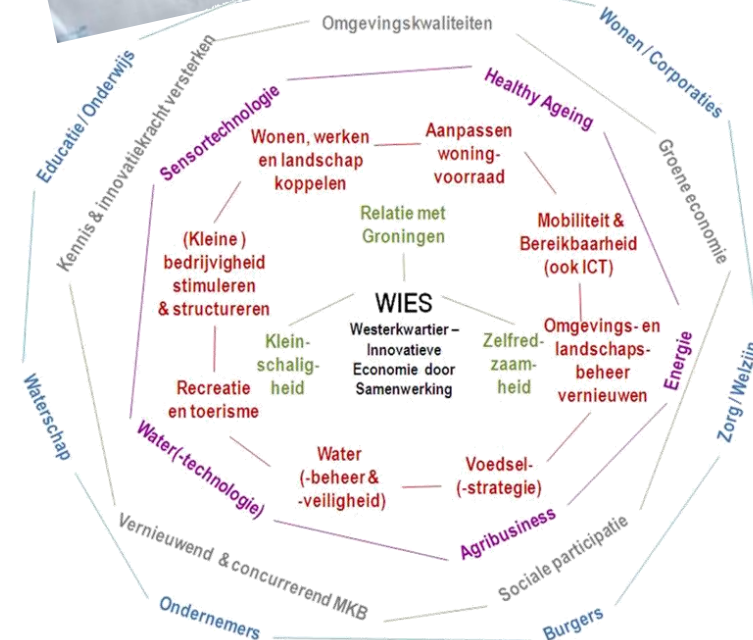 Omgevingskwaliteiten
Wonen / Corporaties
Educatie / Onderwijs
Kennis & innovatiekracht versterken
Sensortechnologie
Healthy Ageing
Groene economie
Wonen, werken
en landschap
koppelen
Aanpassen
woning-
voorraad
Relatie met
Groningen
Mobiliteit &
Bereikbaarheid
(ook ICT)
(Kleine )
bedrijvigheid
stimuleren
& structureren
WIES
Westerkwartier –
Innovatieve
Economie door
Samenwerking
Klein-
schalig-
heid
Zelfred-
zaam-
heid
Omgevings- en
landschaps-
beheer
vernieuwen
Energie
Zorg / Welzijn
Waterschap
Recreatie
en toerisme
Water(-technologie)
Water
(-beheer &
-veiligheid)
Voedsel-
(-strategie)
Agribusiness
Vernieuwend & concurrerend MKB
Sociale participatie
Ondernemers
Burgers